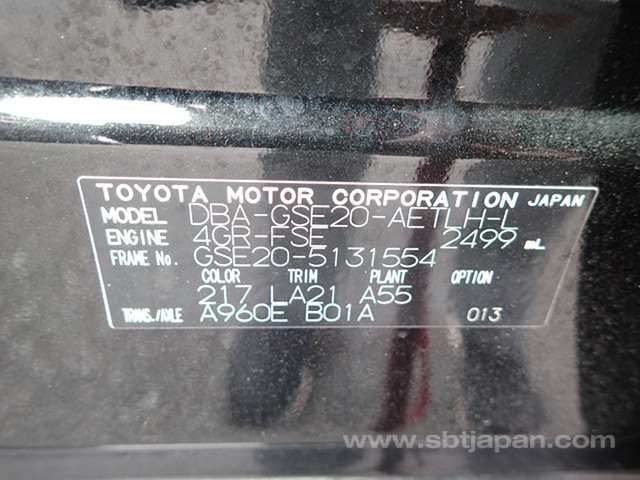 TOYOTA MOTOR CORPORATION JAPAN
MODEL DBA-GSE20-AETLH-L
ENGINE 4GR-FSE 2499 mL
FRAME No. GSE20-5131554
COLOR TRIM PLANT OPTION
217 LA21 A55
TRANS./AXLE A960E B01A 013
www.sbtjapan.com